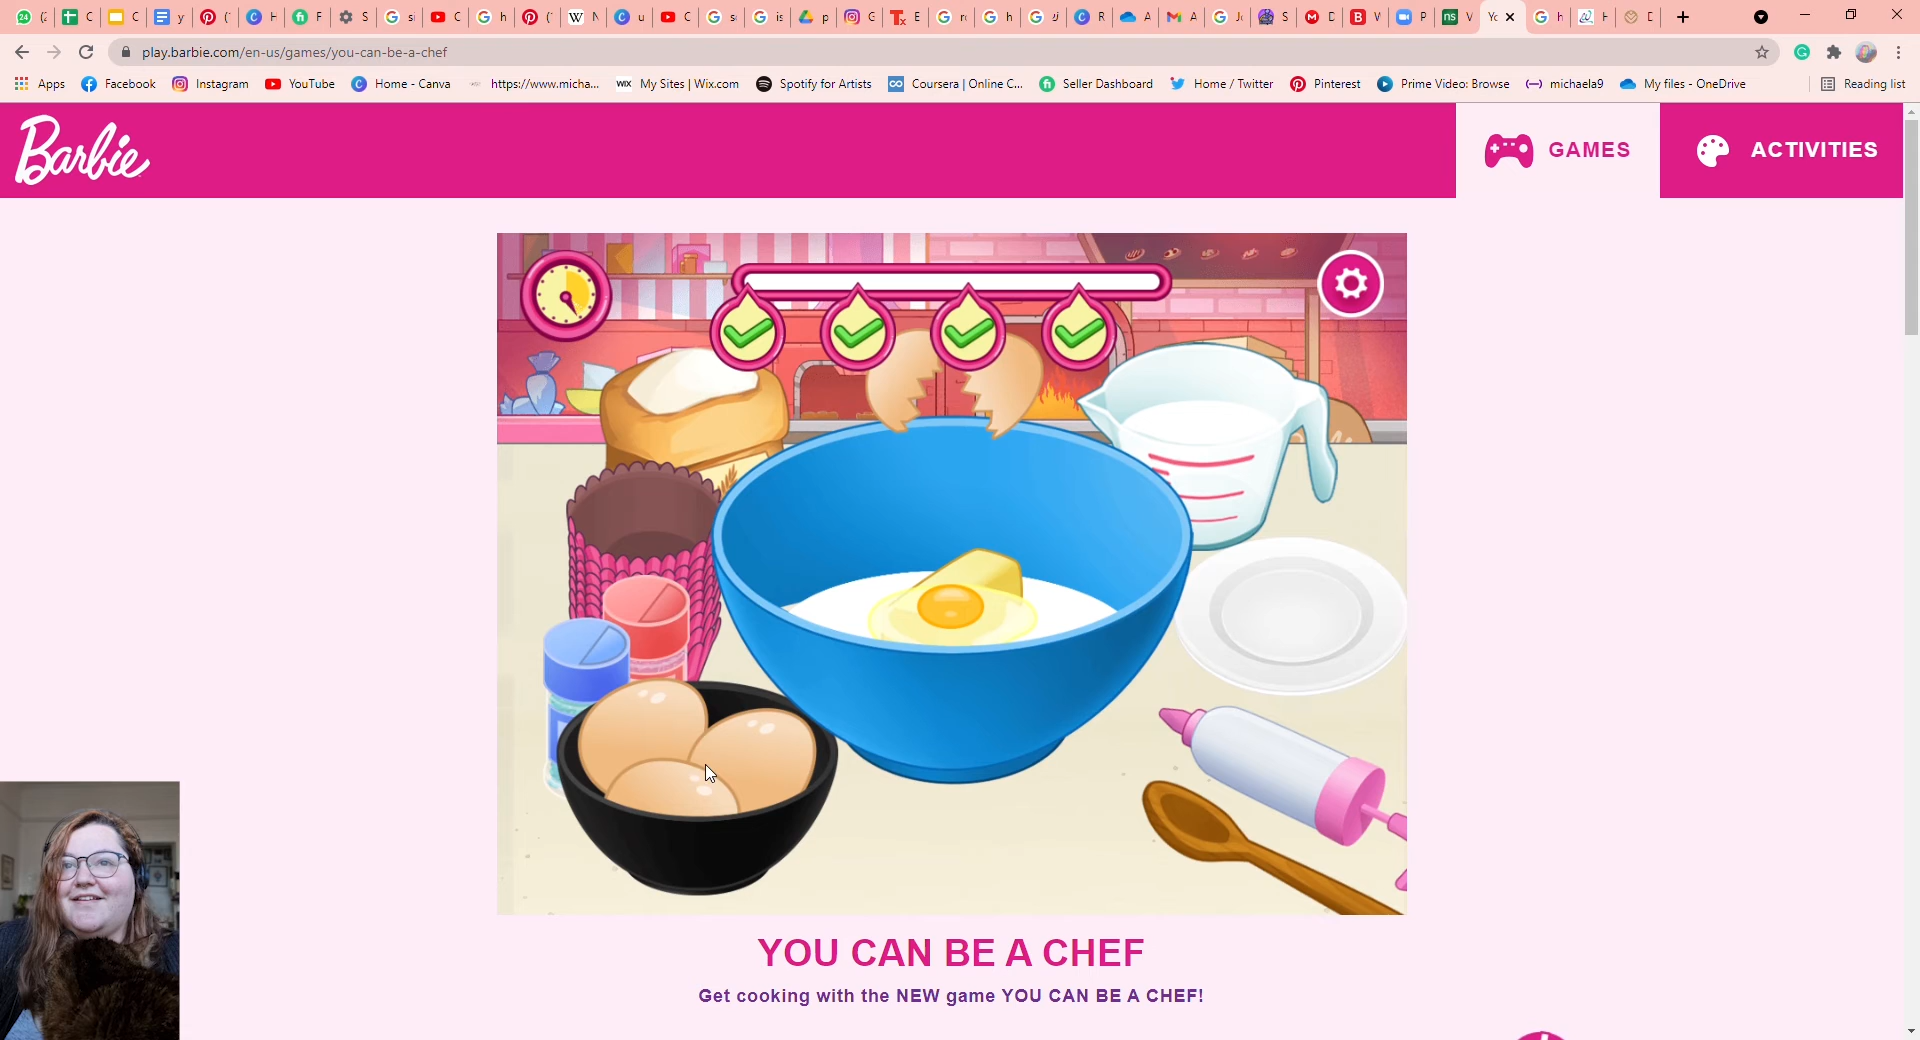 play.barbie.com/en-us/games/you-can-be-a-chef
Apps Facebook Instagram YouTube Home - Canva https://www.micha... My Sites | Wix.com Spotify for Artists Coursera | Online C... Seller Dashboard Home / Twitter Pinterest Prime Video: Browse michaela9 My files - OneDrive Reading list
Barbie GAMES ACTIVITIES
YOU CAN BE A CHEF
Get cooking with the NEW game YOU CAN BE A CHEF!